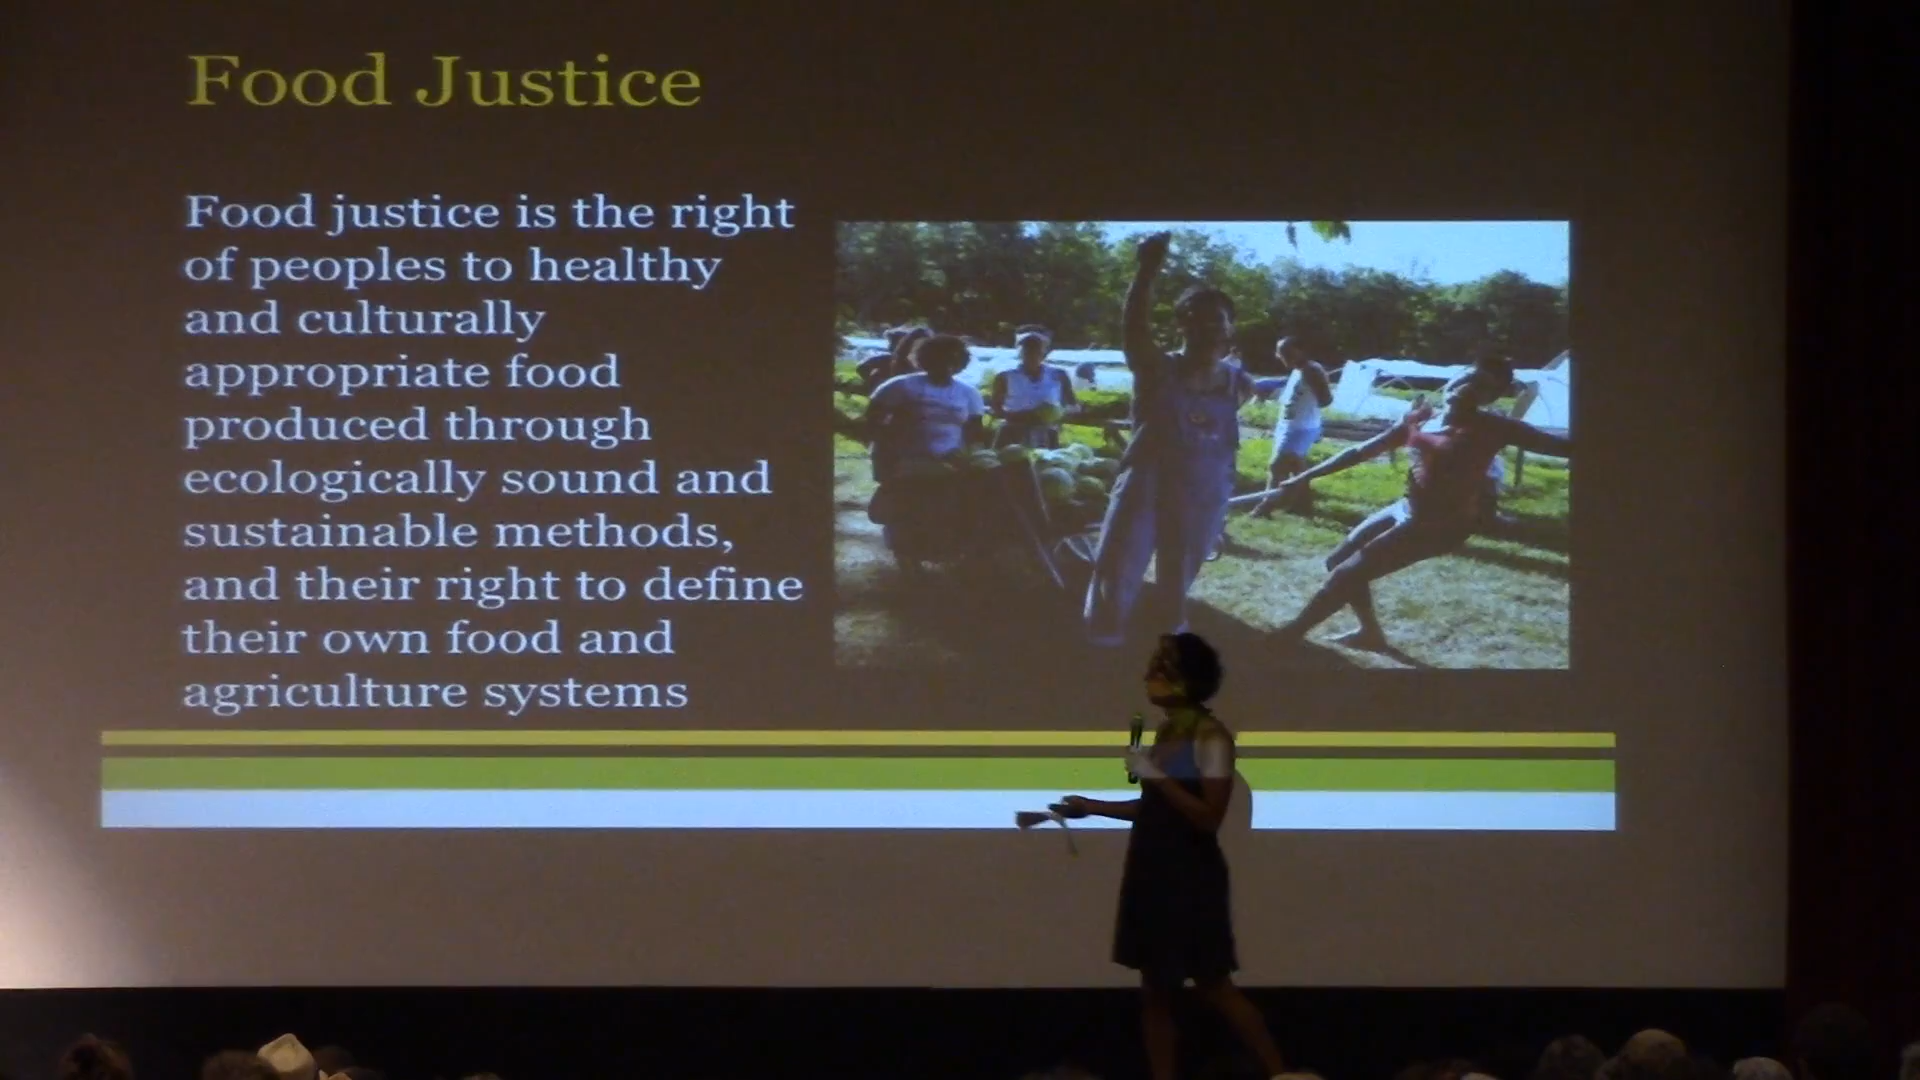 Food Justice
Food justice is the right
of peoples to healthy
and culturally
appropriate food
produced through
ecologically sound and
sustainable methods,
and their right to define
their own food and
agriculture systems